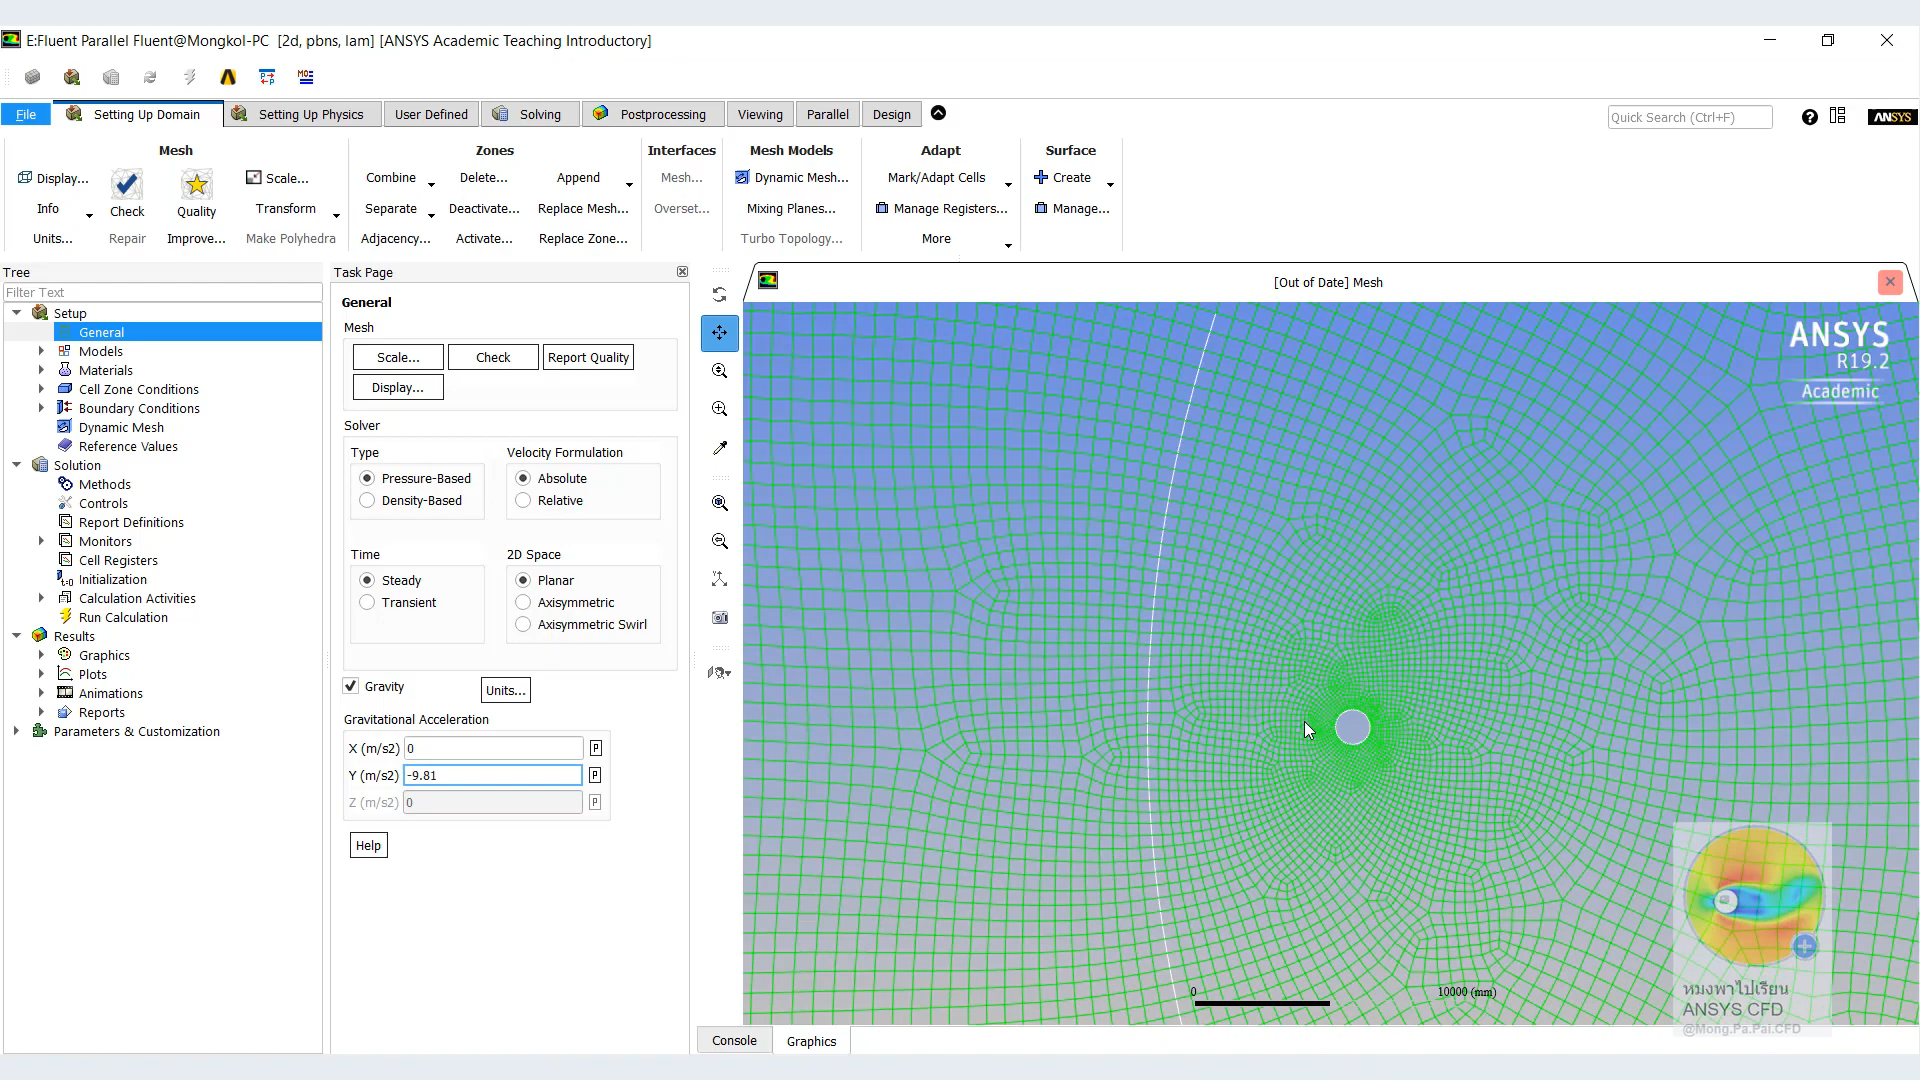 E:Fluent Parallel Fluent@Mongkol-PC [2d, pbns, lam] [ANSYS Academic Teaching Introductory]
File
Setting Up Domain
Setting Up Physics
User Defined
Solving
Postprocessing
Viewing
Parallel
Design
Quick Search (Ctrl+F)
ANSYS
Mesh
Display...
Info
Units...
Check
Repair
Quality
Improve...
Scale...
Transform
Make Polyhedra
Zones
Combine
Separate
Adjacency...
Delete...
Deactivate...
Activate...
Append
Replace Mesh...
Replace Zone...
Interfaces
Mesh...
Overset...
Mesh Models
Dynamic Mesh...
Mixing Planes...
Turbo Topology...
Adapt
Mark/Adapt Cells
Manage Registers...
More
Surface
Create
Manage...
Tree
Filter Text
Setup
General
Models
Materials
Cell Zone Conditions
Boundary Conditions
Dynamic Mesh
Reference Values
Solution
Methods
Controls
Report Definitions
Monitors
Cell Registers
Initialization
Calculation Activities
Run Calculation
Results
Graphics
Plots
Animations
Reports
Parameters & Customization
Task Page
General
Mesh
Scale...
Check
Report Quality
Display...
Solver
Type
Pressure-Based
Density-Based
Velocity Formulation
Absolute
Relative
Time
Steady
Transient
2D Space
Planar
Axisymmetric
Axisymmetric Swirl
Gravity
Units...
Gravitational Acceleration
X (m/s2) 0 P
Y (m/s2) -9.81 P
Z (m/s2) 0 P
Help
[Out of Date] Mesh
ANSYS
R19.2
Academic
0
10000 (mm)
หมงพาไปเรียน
ANSYS CFD
@Mong.Pa.Pai.CFD
Console
Graphics